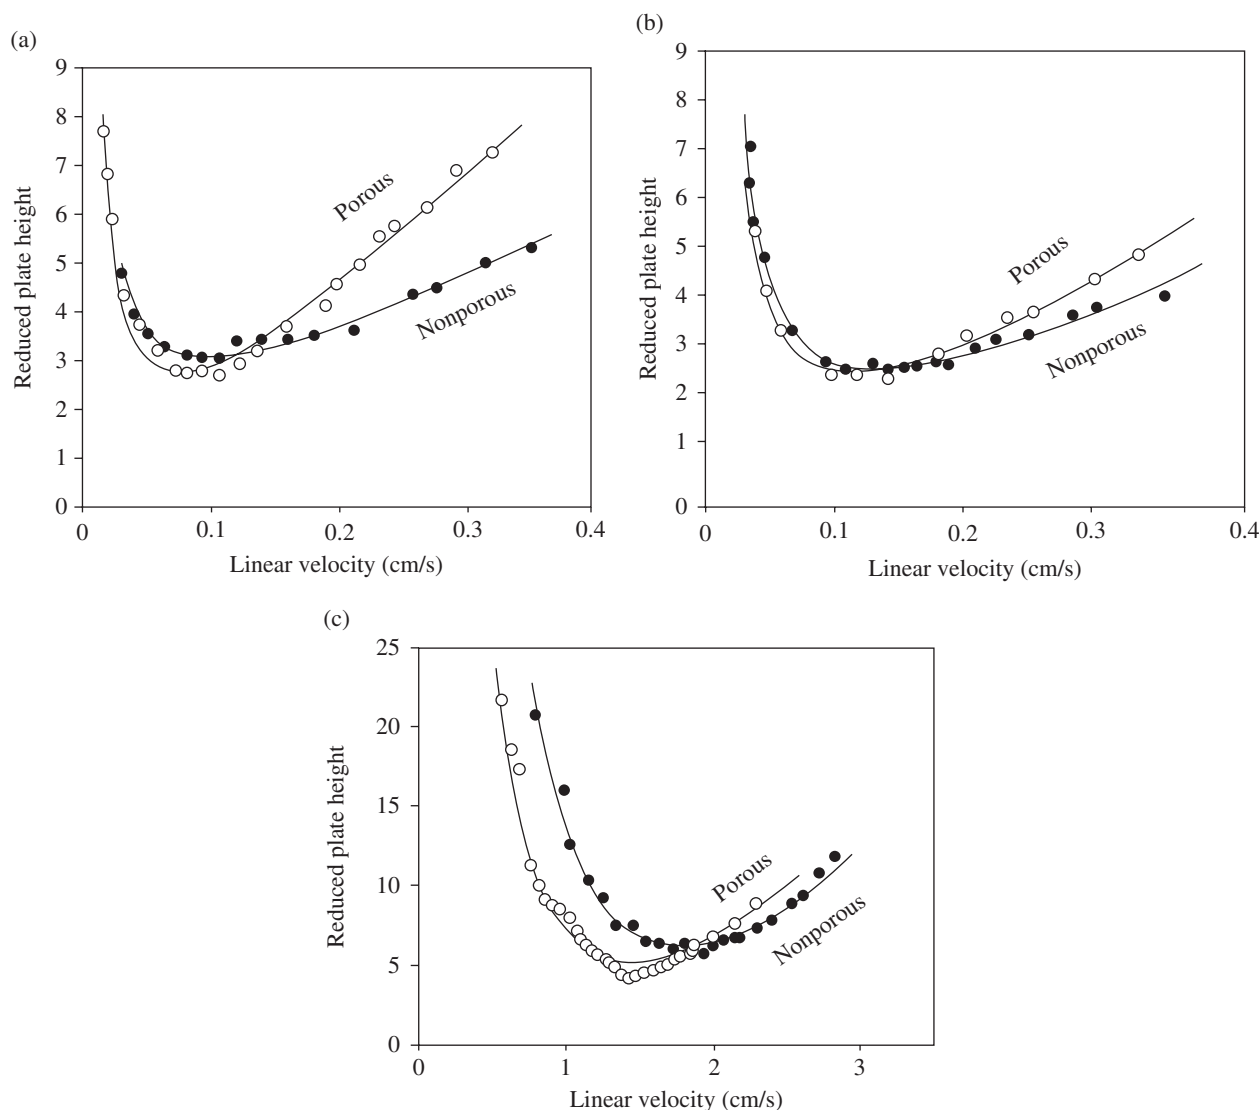 (a)
9
8
7
6
5
4
3
2
1
0
Reduced plate height
Porous
Nonporous
0
0.1
0.2
0.3
0.4
Linear velocity (cm/s)
(b)
9
8
7
6
5
4
3
2
1
0
Reduced plate height
Porous
Nonporous
0
0.1
0.2
0.3
0.4
Linear velocity (cm/s)
(c)
25
20
15
10
5
0
Reduced plate height
Porous
Nonporous
0
1
2
3
Linear velocity (cm/s)